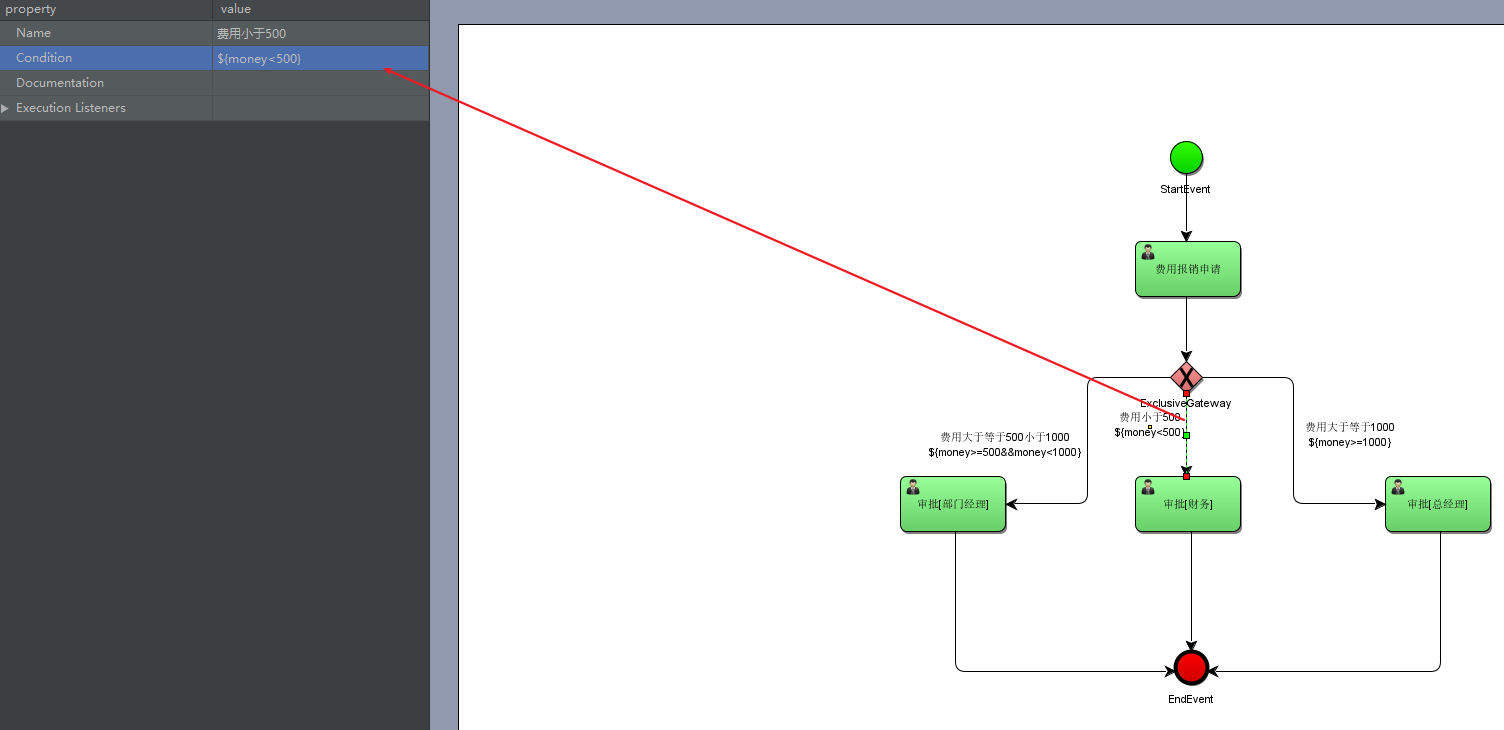 property value
Name 费用小于500
Condition ${money<500}
Documentation
Execution Listeners
StartEvent
费用报销申请
ExclusiveGateway
费用小于500
${money<500}
费用大于等于500小于1000
${money>=500&&money<1000}
费用大于等于1000
${money>=1000}
审批[部门经理]
审批[财务]
审批[总经理]
EndEvent